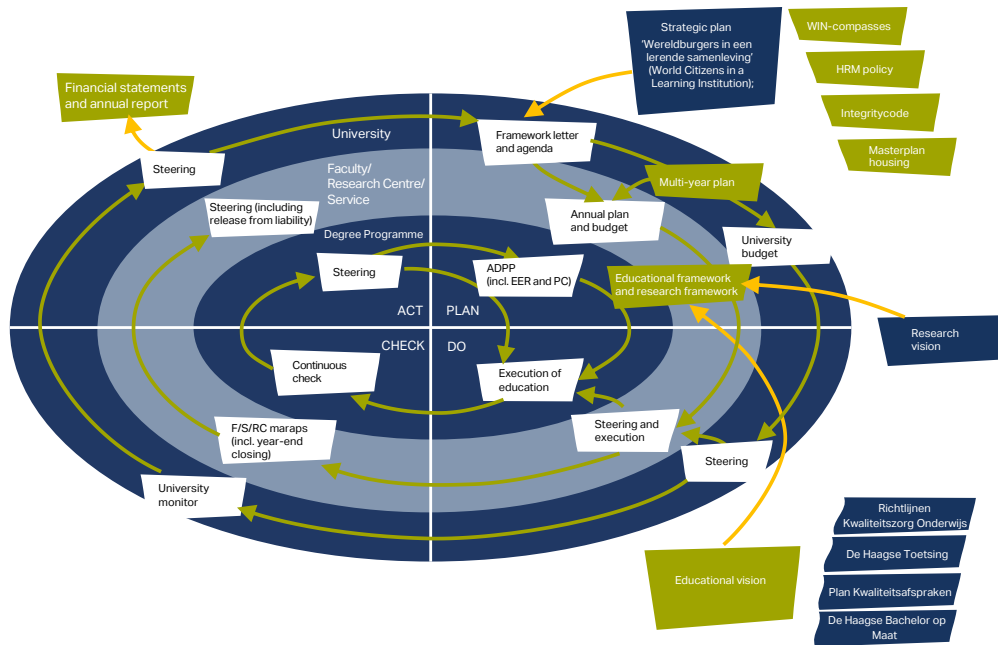 Strategic plan
'Wereldburgers in een
lerende samenleving'
(World Citizens in a
Learning Institution);
WIN-compasses
HRM policy
Integritycode
Masterplan
housing
Financial statements
and annual report
University
Framework letter
and agenda
Steering
Faculty/
Research Centre/
Service
Multi-year plan
Steering (including
release from liability)
Annual plan
and budget
Degree Programme
University
budget
Steering
ADPP
(incl. EER and PC)
Educational framework
and research framework
ACT
PLAN
CHECK
DO
Research
vision
Continuous
check
Execution of
education
F/S/RC maraps
(incl. year-end
closing)
Steering and
execution
Steering
University
monitor
Richtlijnen
Kwaliteitszorg Onderwijs
De Haagse Toetsing
Educational vision
Plan Kwaliteitsafspraken
De Haagse Bachelor op
Maat